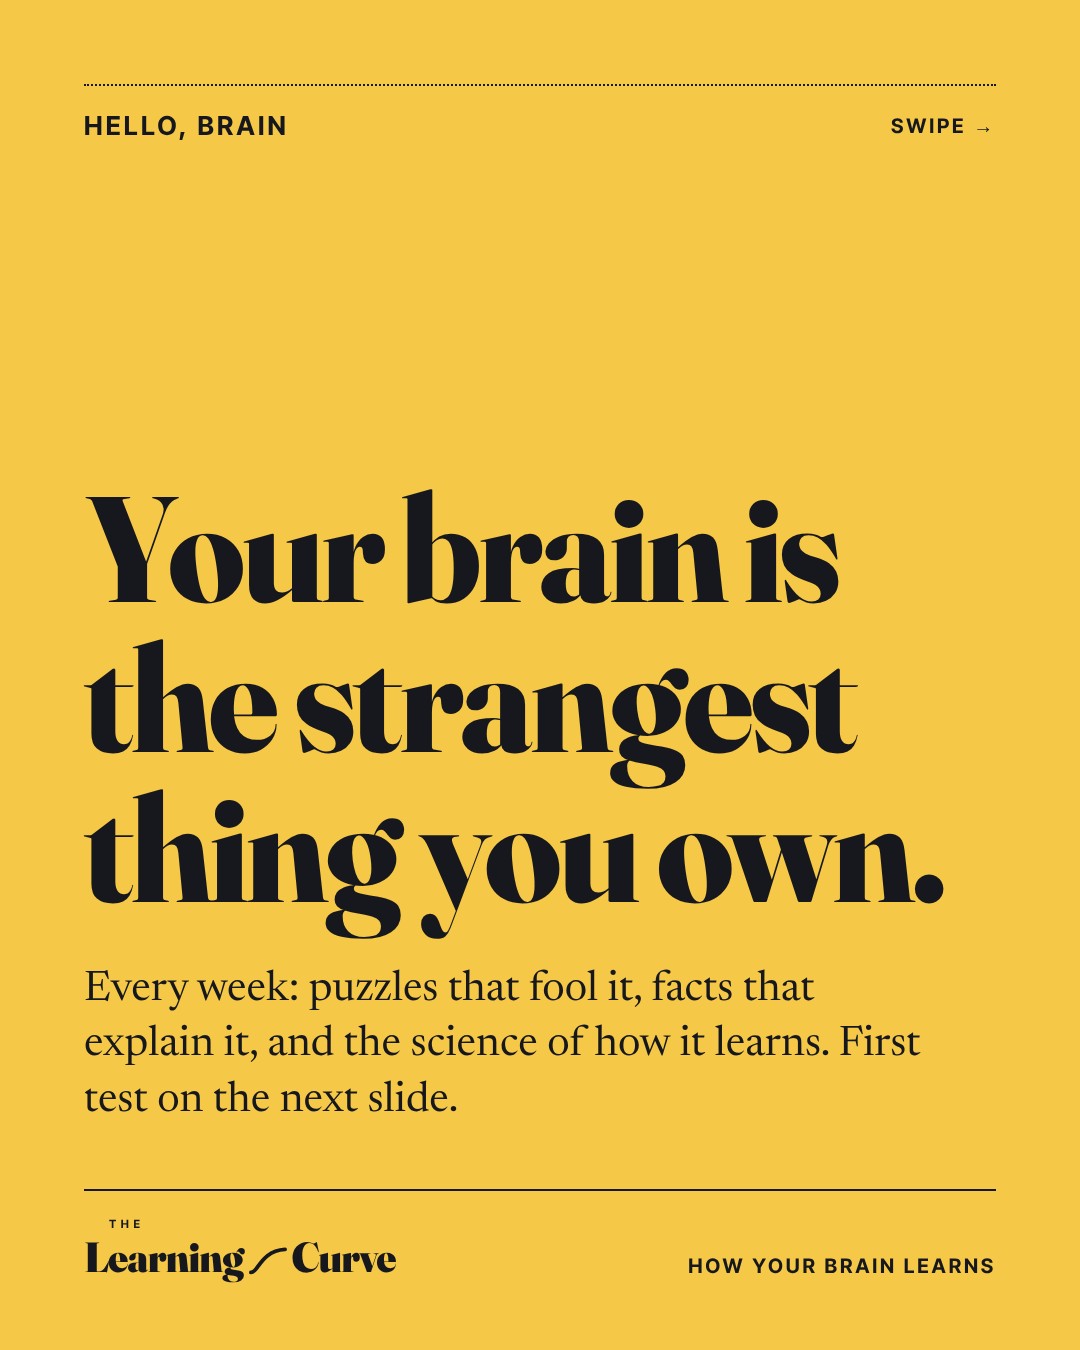 HELLO, BRAIN
SWIPE →
Your brain is
the strangest
thing you own.
Every week: puzzles that fool it, facts that
explain it, and the science of how it learns. First
test on the next slide.
THE
Learning Curve
HOW YOUR BRAIN LEARNS